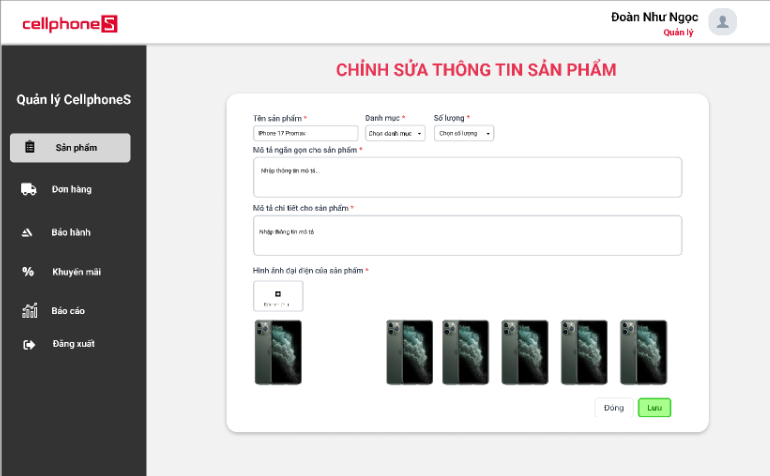 cellphoneS
Đoàn Như Ngọc
Quản lý
Quản lý CellphoneS
Sản phẩm
Đơn hàng
Bảo hành
Khuyến mãi
Báo cáo
Đăng xuất
CHỈNH SỬA THÔNG TIN SẢN PHẨM
Tên sản phẩm * Danh mục * Số lượng *
IPhone 17 Promax Chọn danh mục Chọn số lượng
Mô tả ngắn gọn cho sản phẩm *
Nhập thông tin mô tả...
Mô tả chi tiết cho sản phẩm *
Nhập thông tin mô tả
Hình ảnh đại diện của sản phẩm *
Đóng Lưu